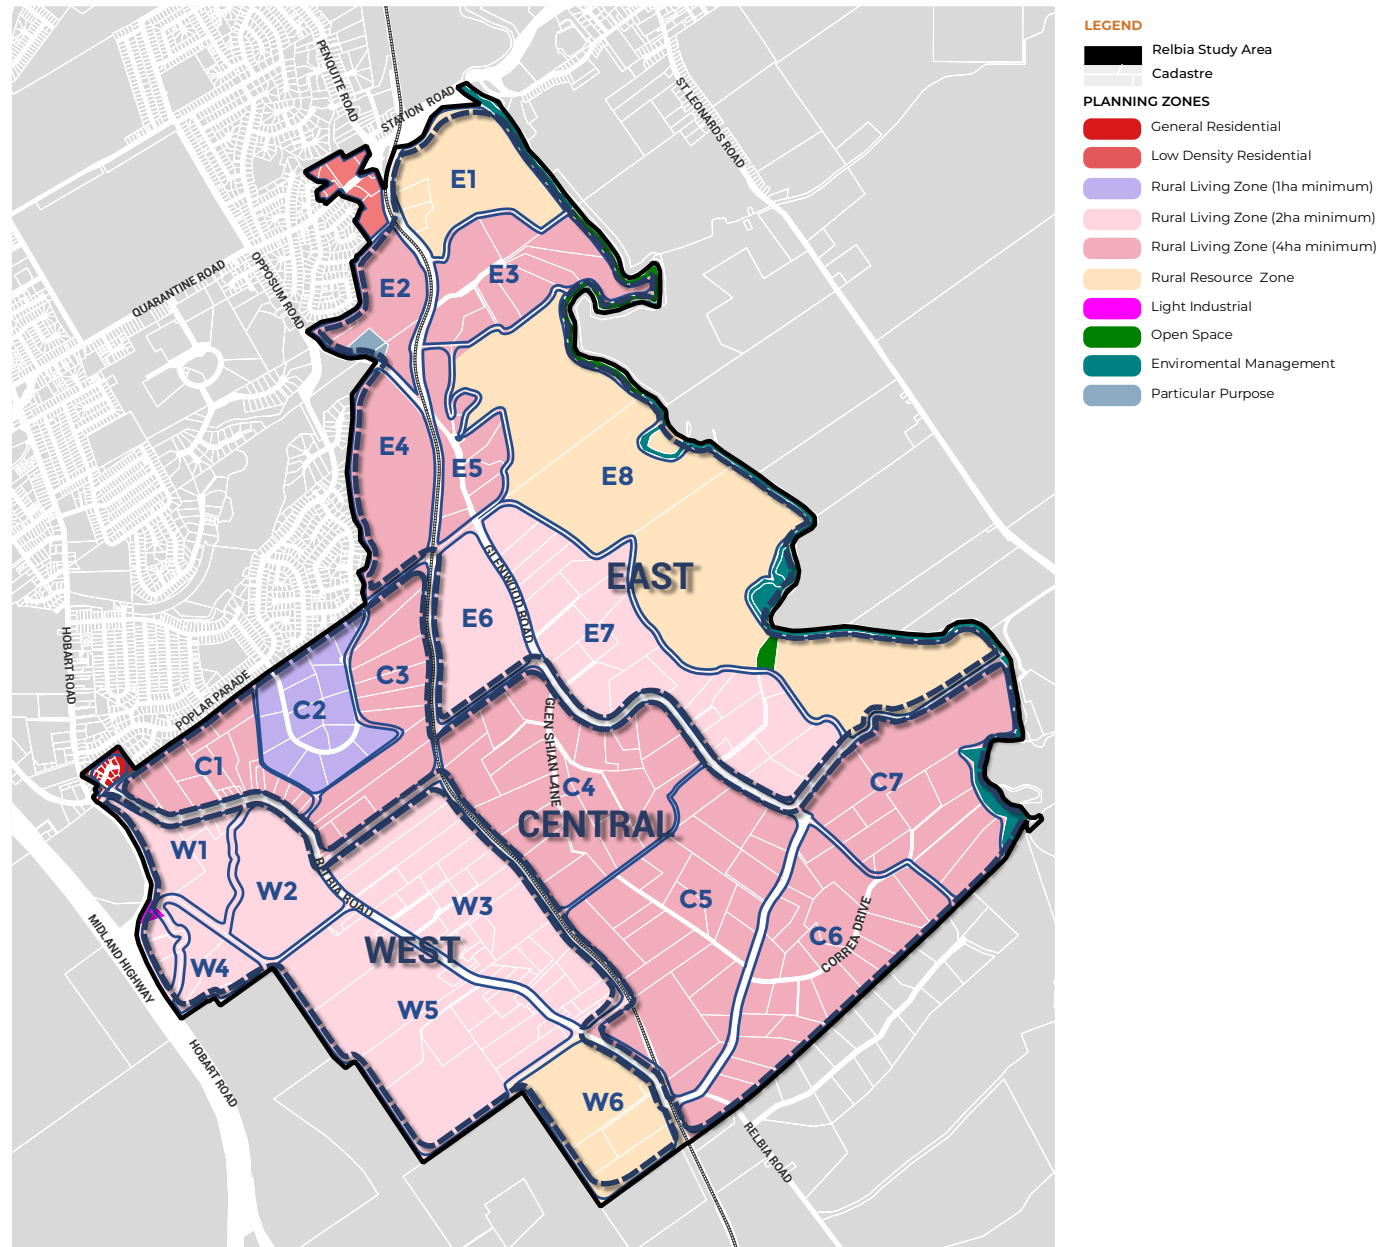 LEGEND
Relbia Study Area
Cadastre
PLANNING ZONES
General Residential
Low Density Residential
Rural Living Zone (1ha minimum)
Rural Living Zone (2ha minimum)
Rural Living Zone (4ha minimum)
Rural Resource Zone
Light Industrial
Open Space
Enviromental Management
Particular Purpose
PENQUITE ROAD
STATION ROAD
ST LEONARDS ROAD
E1
QUARANTINE ROAD
OPOSSUM ROAD
E2
E3
E4
E5
E8
GLENWOOD ROAD
EAST
E6
E7
HOBART ROAD
POPLAR PARADE
C3
C2
C1
GLEN SHIAN LANE
C4
C7
CENTRAL
W1
W2
RELBIA ROAD
W3
C5
C6
CORREA DRIVE
MIDLAND HIGHWAY
W4
WEST
W5
HOBART ROAD
W6
RELBIA ROAD